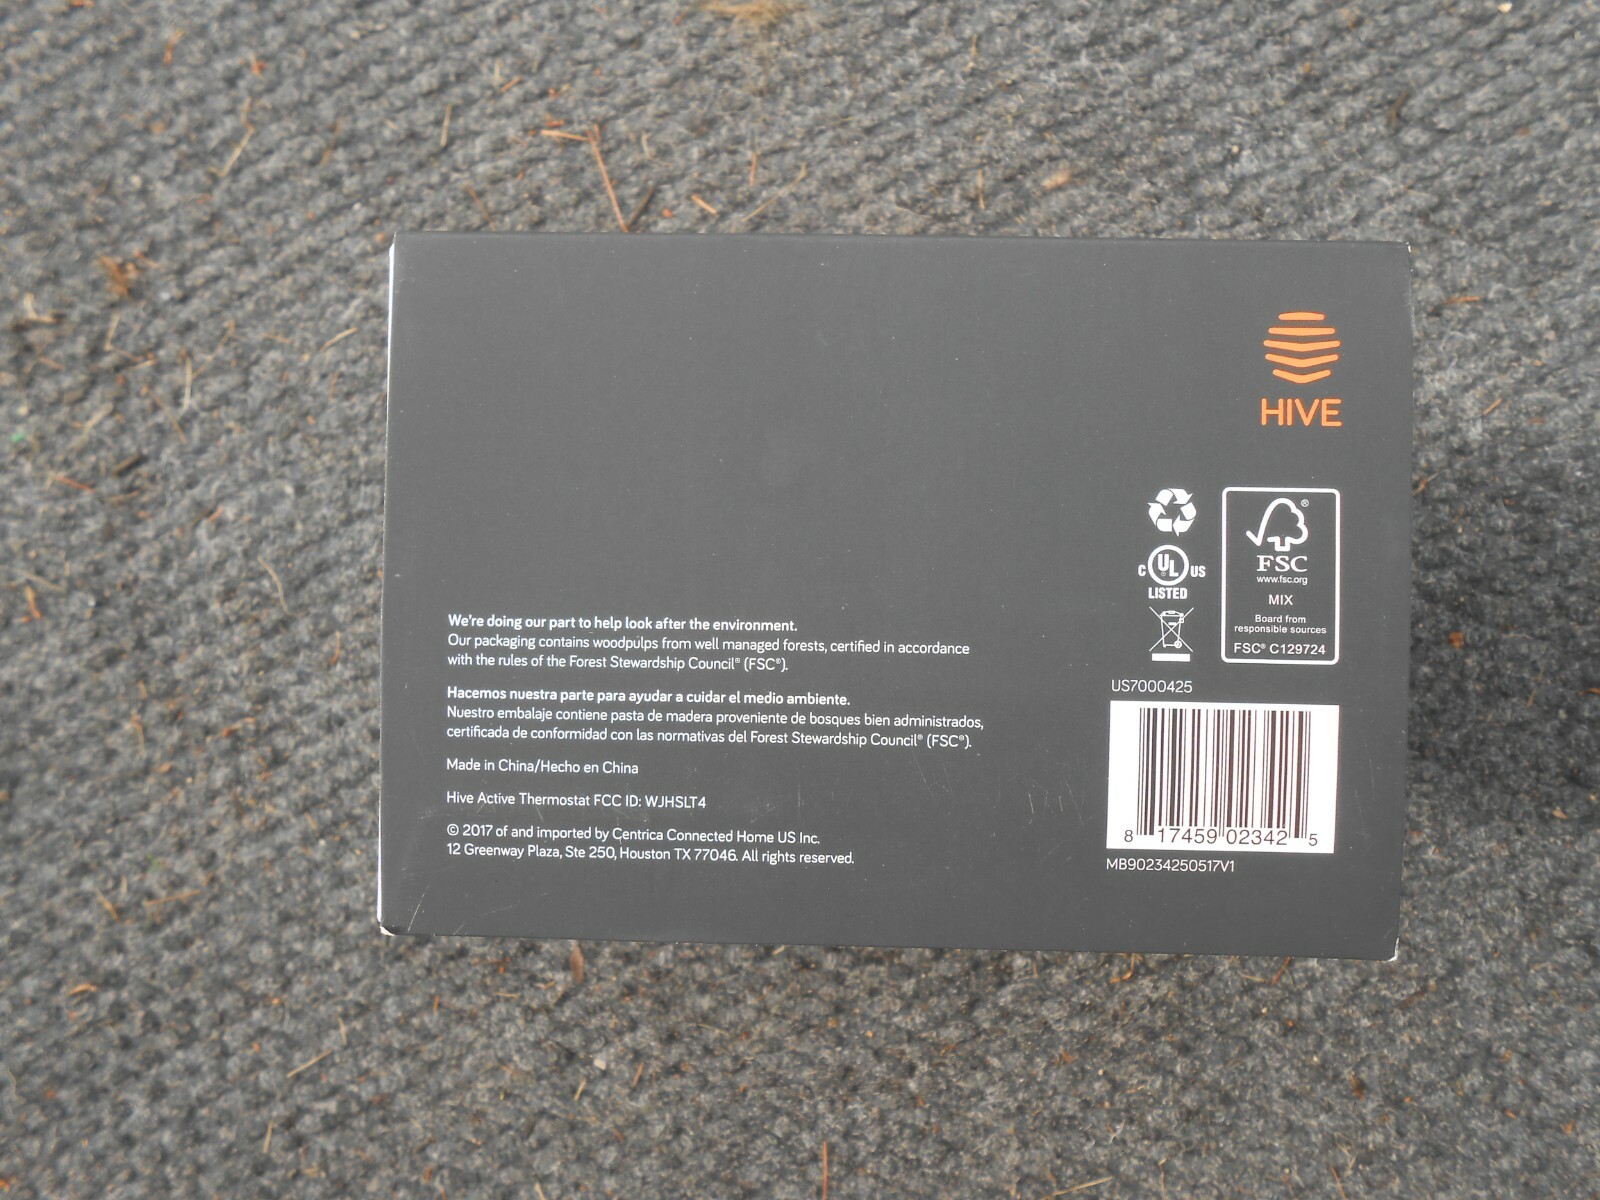 HIVE
C UL US
LISTED
®
FSC
www.fsc.org
MIX
Board from
responsible sources
FSC® C129724
We're doing our part to help look after the environment.
Our packaging contains woodpulps from well managed forests, certified in accordance
with the rules of the Forest Stewardship Council® (FSC®).
Hacemos nuestra parte para ayudar a cuidar el medio ambiente.
Nuestro embalaje contiene pasta de madera proveniente de bosques bien administrados,
certificada de conformidad con las normativas del Forest Stewardship Council® (FSC®).
Made in China/Hecho en China
Hive Active Thermostat FCC ID: WJHSLT4
© 2017 of and imported by Centrica Connected Home US Inc.
12 Greenway Plaza, Ste 250, Houston TX 77046. All rights reserved.
US7000425
8 17459 02342 5
MB90234250517V1